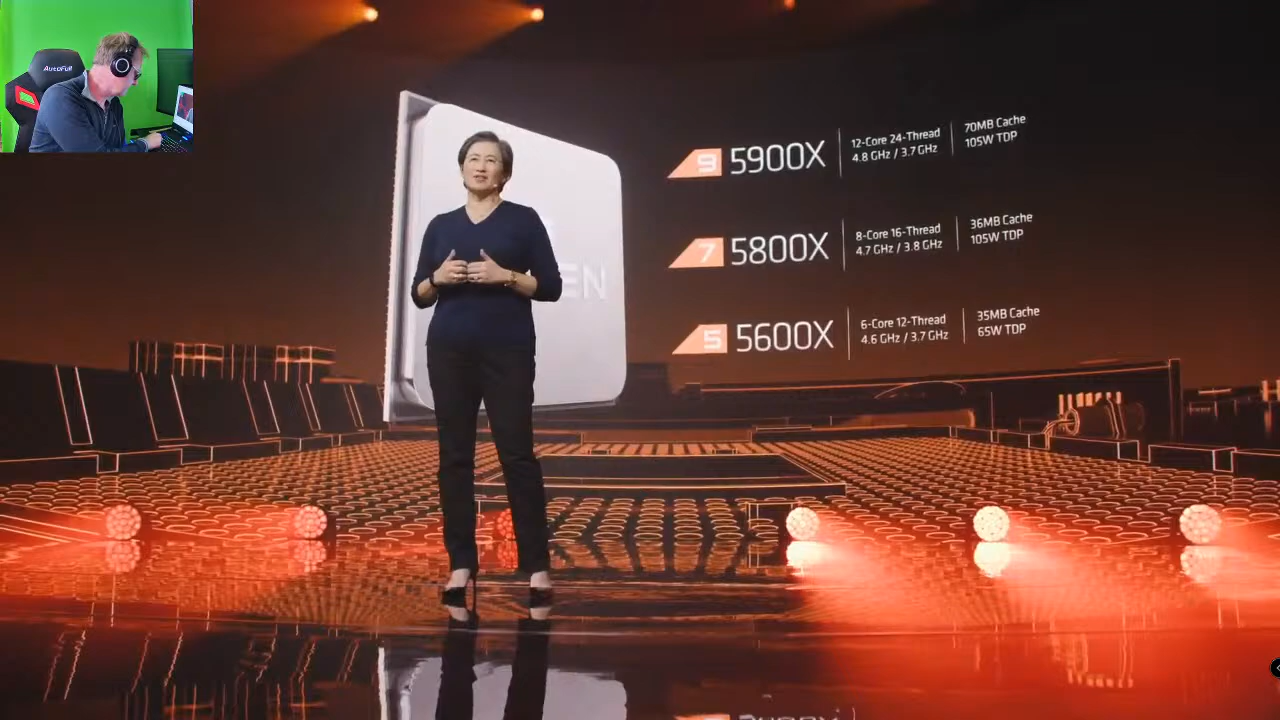 AutoFull
9 5900X
12-Core 24-Thread
4.8 GHz / 3.7 GHz
70MB Cache
105W TDP
7 5800X
8-Core 16-Thread
4.7 GHz / 3.8 GHz
36MB Cache
105W TDP
EN
5 5600X
6-Core 12-Thread
4.6 GHz / 3.7 GHz
35MB Cache
65W TDP